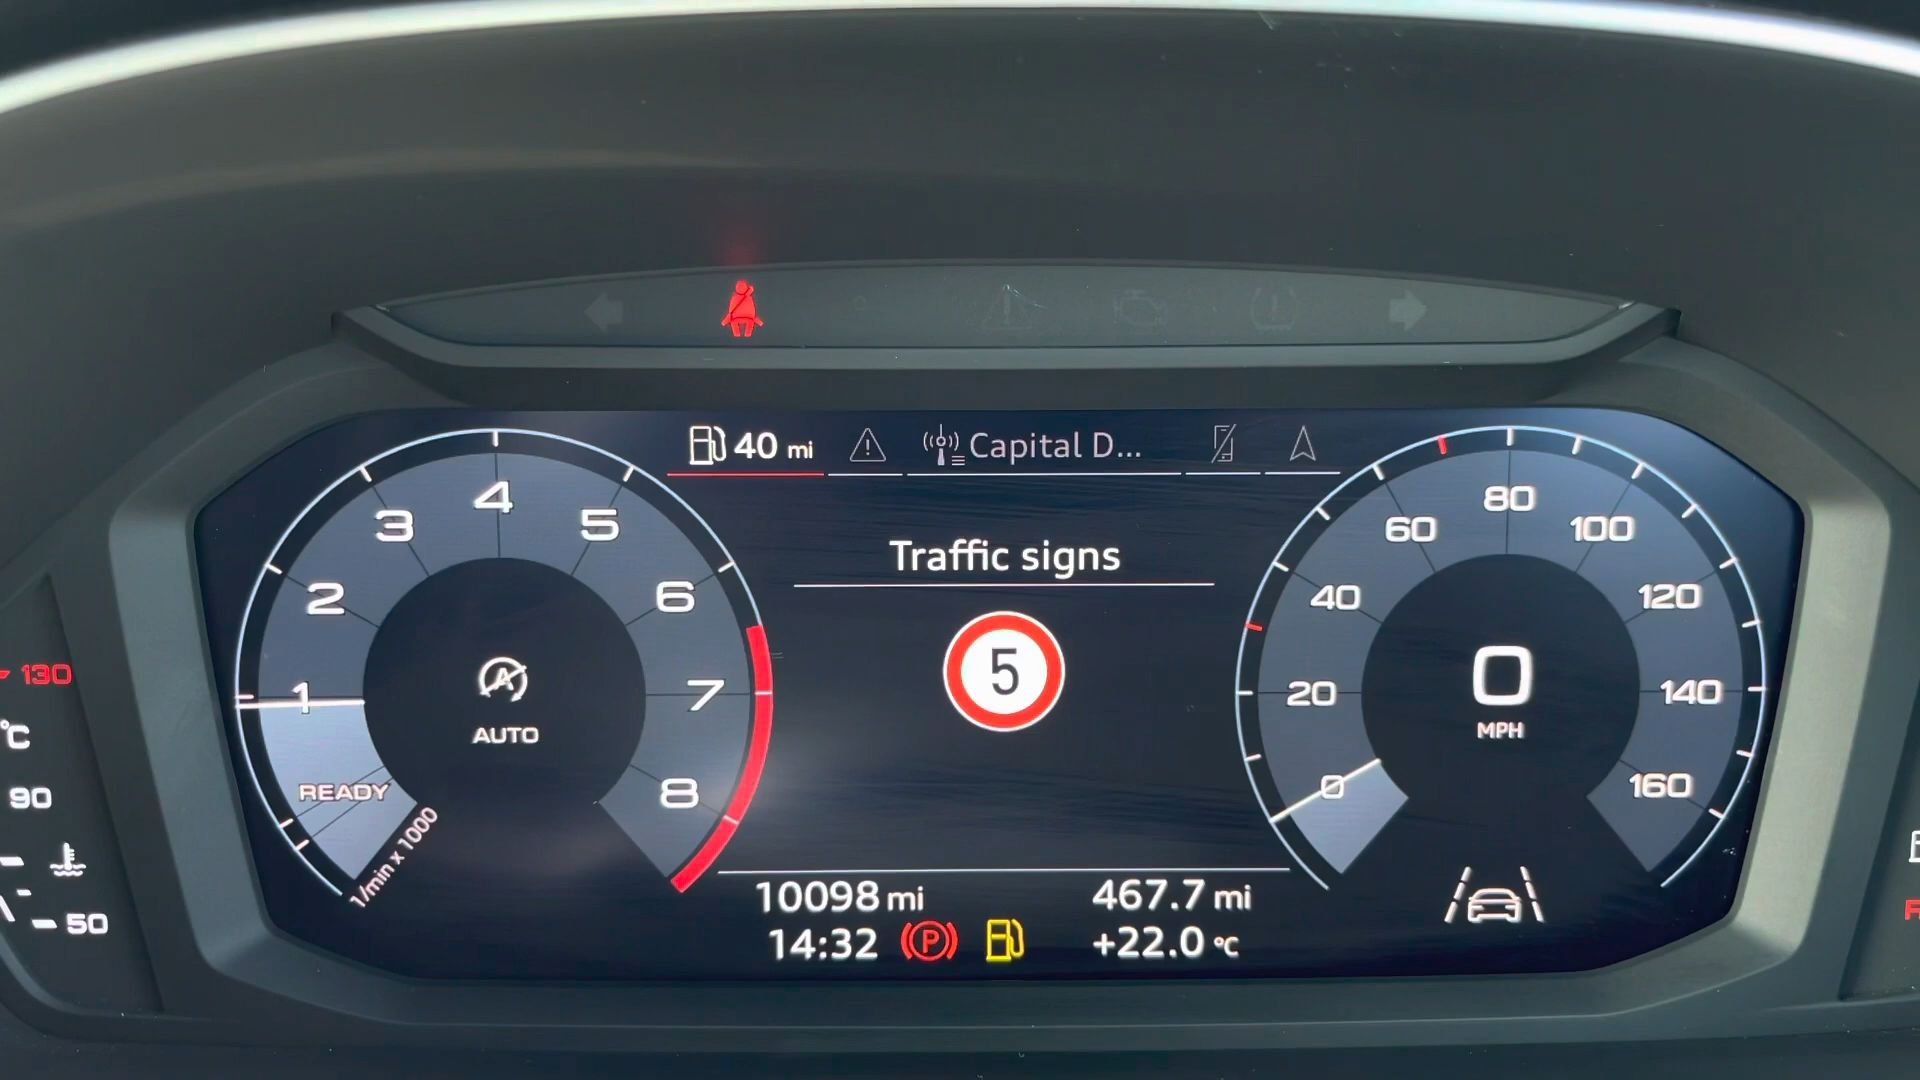 40 mi
Capital D...
Traffic signs
5
1
2
3
4
5
6
7
8
A
AUTO
READY
1/min x 1000
0
20
40
60
80
100
120
140
160
0
MPH
130
°C
90
50
10098 mi
467.7 mi
14:32
P
+22.0 °C